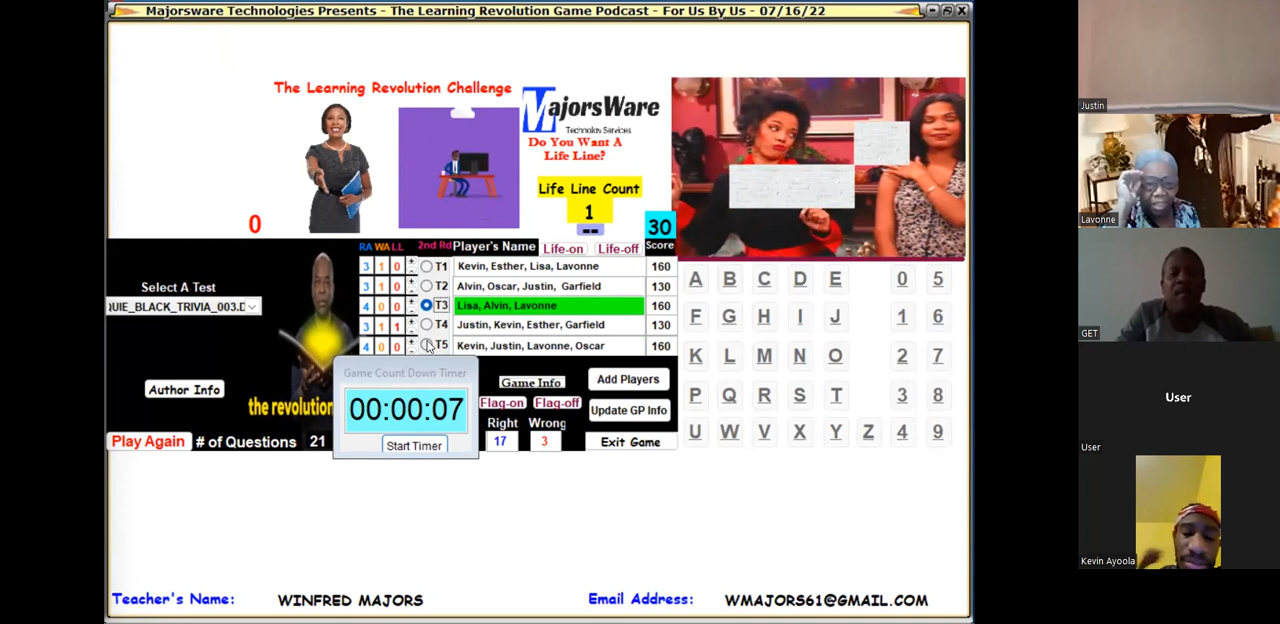 Majorsware Technologies Presents - The Learning Revolution Game Podcast - For Us By Us - 07/16/22
The Learning Revolution Challenge
MajorsWare
Technology Services
Do You Want A
Life Line?
Life Line Count
1
--
0
30
RA WA LL 2nd Rd Player's Name Life-on Life-off Score
3 1 0 + - T1 Kevin, Esther, Lisa, Lavonne 160
3 1 0 + - T2 Alvin, Oscar, Justin, Garfield 130
4 0 0 + - T3 Lisa, Alvin, Lavonne 160
3 1 1 + - T4 Justin, Kevin, Esther, Garfield 130
4 0 0 + - T5 Kevin, Justin, Lavonne, Oscar 160
Select A Test
QUIE_BLACK_TRIVIA_003.D
Author Info
the revolution
Play Again # of Questions 21
Game Count Down Timer
00:00:07
Start Timer
Game Info
Flag-on Flag-off
Right Wrong
17 3
Add Players
Update GP Info
Exit Game
A B C D E 0 5
F G H I J 1 6
K L M N O 2 7
P Q R S T 3 8
U W V X Y Z 4 9
Teacher's Name: WINFRED MAJORS Email Address: WMAJORS61@GMAIL.COM
Justin
Lavonne
GET
User
User
Kevin Ayoola